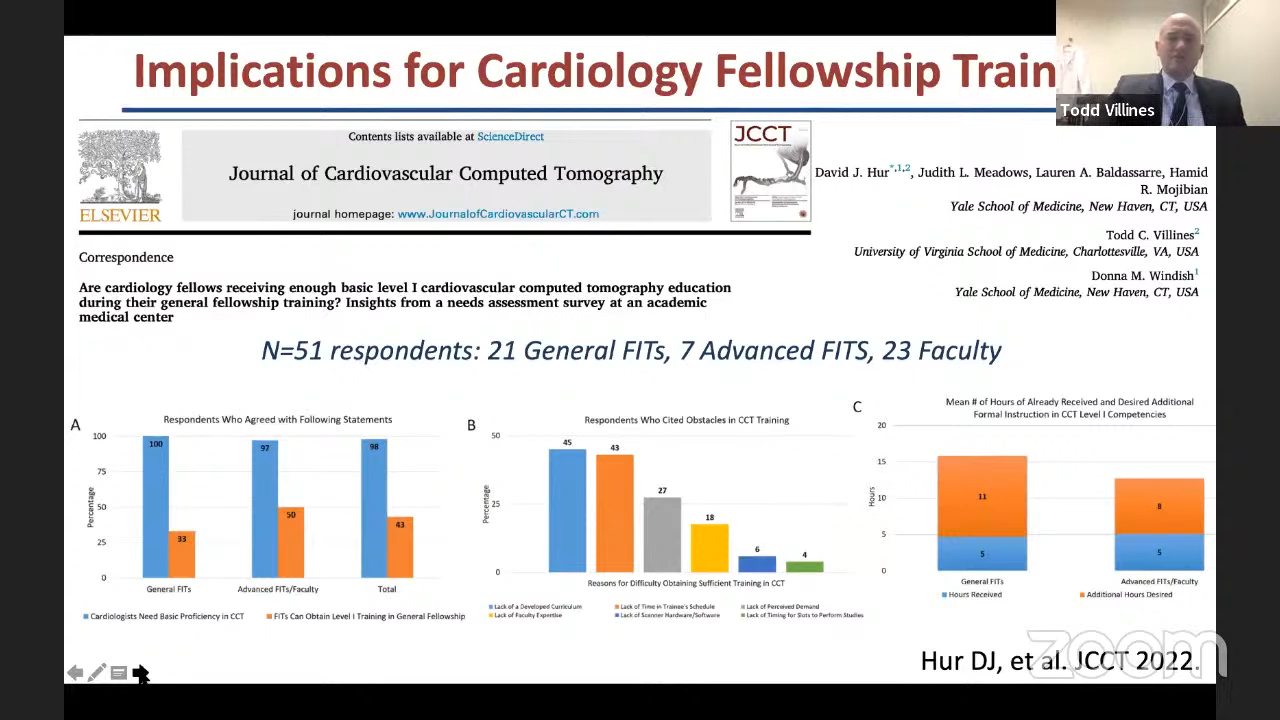 Implications for Cardiology Fellowship Train
Todd Villines
Contents lists available at ScienceDirect
Journal of Cardiovascular Computed Tomography
journal homepage: www.JournalofCardiovascularCT.com
ELSEVIER
JCCT
David J. Hur*,1,2, Judith L. Meadows, Lauren A. Baldassarre, Hamid
R. Mojibian
Yale School of Medicine, New Haven, CT, USA
Todd C. Villines2
University of Virginia School of Medicine, Charlottesville, VA, USA
Donna M. Windish1
Yale School of Medicine, New Haven, CT, USA
Correspondence
Are cardiology fellows receiving enough basic level I cardiovascular computed tomography education
during their general fellowship training? Insights from a needs assessment survey at an academic
medical center
N=51 respondents: 21 General FITs, 7 Advanced FITS, 23 Faculty
A
Respondents Who Agreed with Following Statements
100
75
50
25
0
Percentage
100
33
97
50
98
43
General FITs
Advanced FITs/Faculty
Total
Cardiologists Need Basic Proficiency in CCT
FITs Can Obtain Level I Training in General Fellowship
B
Respondents Who Cited Obstacles in CCT Training
50
25
0
Percentage
45
43
27
18
6
4
Reasons for Difficulty Obtaining Sufficient Training in CCT
Lack of a Developed Curriculum
Lack of Time in Trainee's Schedule
Lack of Perceived Demand
Lack of Faculty Expertise
Lack of Scanner Hardware/Software
Lack of Timing for Slots to Perform Studies
C
Mean # of Hours of Already Received and Desired Additional
Formal Instruction in CCT Level I Competencies
20
15
10
5
0
Hours
11
5
8
5
General FITs
Advanced FITs/Faculty
Hours Received
Additional Hours Desired
Hur DJ, et al. JCCT 2022.
zoom